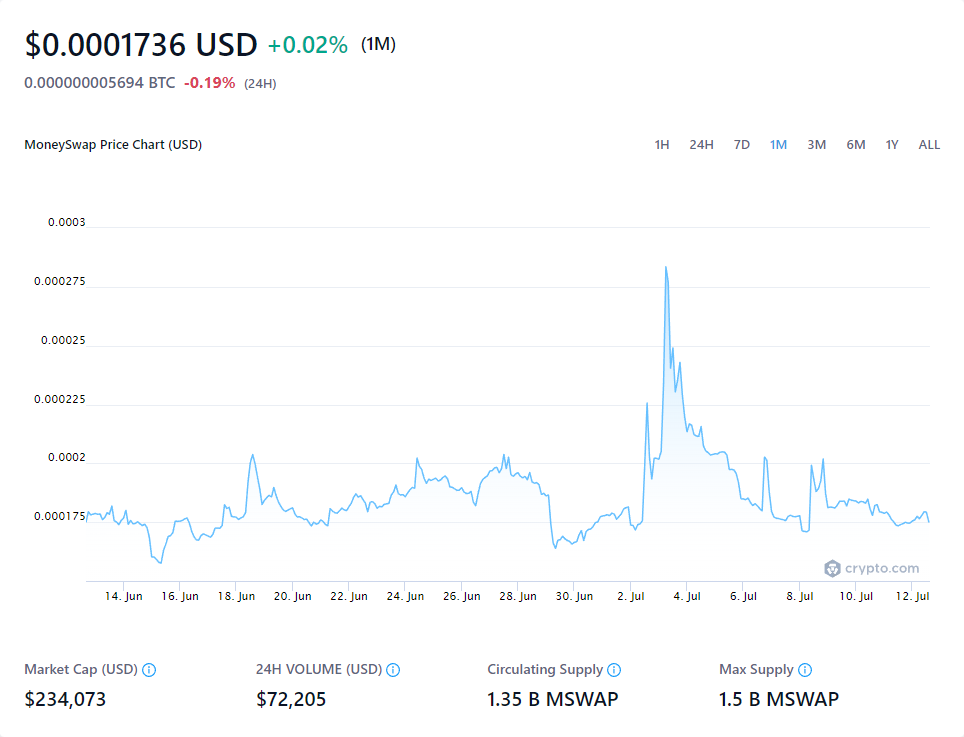 $0.0001736 USD +0.02% (1M)
0.000000005694 BTC -0.19% (24H)
MoneySwap Price Chart (USD) 1H 24H 7D 1M 3M 6M 1Y ALL
0.0003
0.000275
0.00025
0.000225
0.0002
0.000175
crypto.com
14. Jun 16. Jun 18. Jun 20. Jun 22. Jun 24. Jun 26. Jun 28. Jun 30. Jun 2. Jul 4. Jul 6. Jul 8. Jul 10. Jul 12. Jul
Market Cap (USD) 24H VOLUME (USD) Circulating Supply Max Supply
$234,073 $72,205 1.35 B MSWAP 1.5 B MSWAP